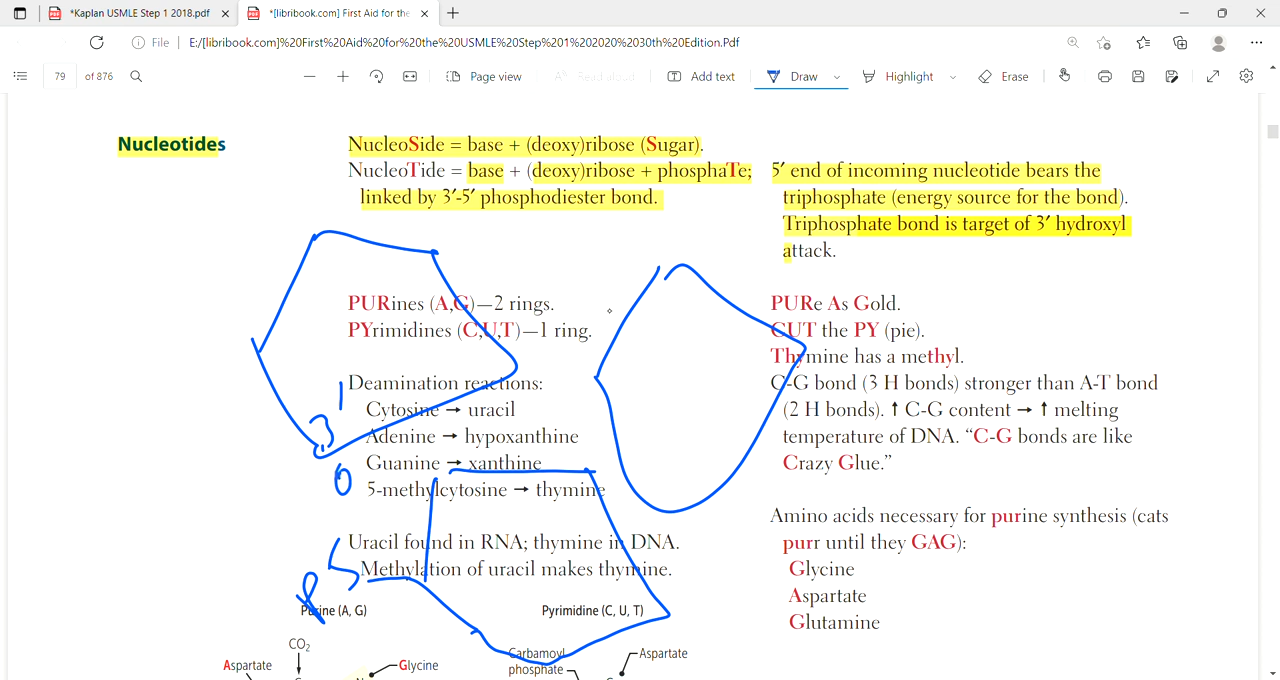 *Kaplan USMLE Step 1 2018.pdf
*[libribook.com] First Aid for the
File
E:/[libribook.com]%20First%20Aid%20for%20the%20USMLE%20Step%201%202020%2030th%20Edition.Pdf
79 of 876
Page view
Read aloud
Add text
Draw
Highlight
Erase
Nucleotides
NucleoSide = base + (deoxy)ribose (Sugar).
NucleoTide = base + (deoxy)ribose + phosphaTe;
linked by 3′-5′ phosphodiester bond.
5′ end of incoming nucleotide bears the
triphosphate (energy source for the bond).
Triphosphate bond is target of 3′ hydroxyl
attack.
PURines (A,G)—2 rings.
PYrimidines (C,U,T)—1 ring.
PURe As Gold.
CUT the PY (pie).
Thymine has a methyl.
Deamination reactions:
Cytosine → uracil
Adenine → hypoxanthine
Guanine → xanthine
5-methylcytosine → thymine
C-G bond (3 H bonds) stronger than A-T bond
(2 H bonds). ↑ C-G content → ↑ melting
temperature of DNA. “C-G bonds are like
Crazy Glue.”
Uracil found in RNA; thymine in DNA.
Methylation of uracil makes thymine.
Amino acids necessary for purine synthesis (cats
purr until they GAG):
Glycine
Aspartate
Glutamine
Purine (A, G)
Pyrimidine (C, U, T)
CO2
Aspartate
Glycine
Carbamoyl
phosphate
Aspartate